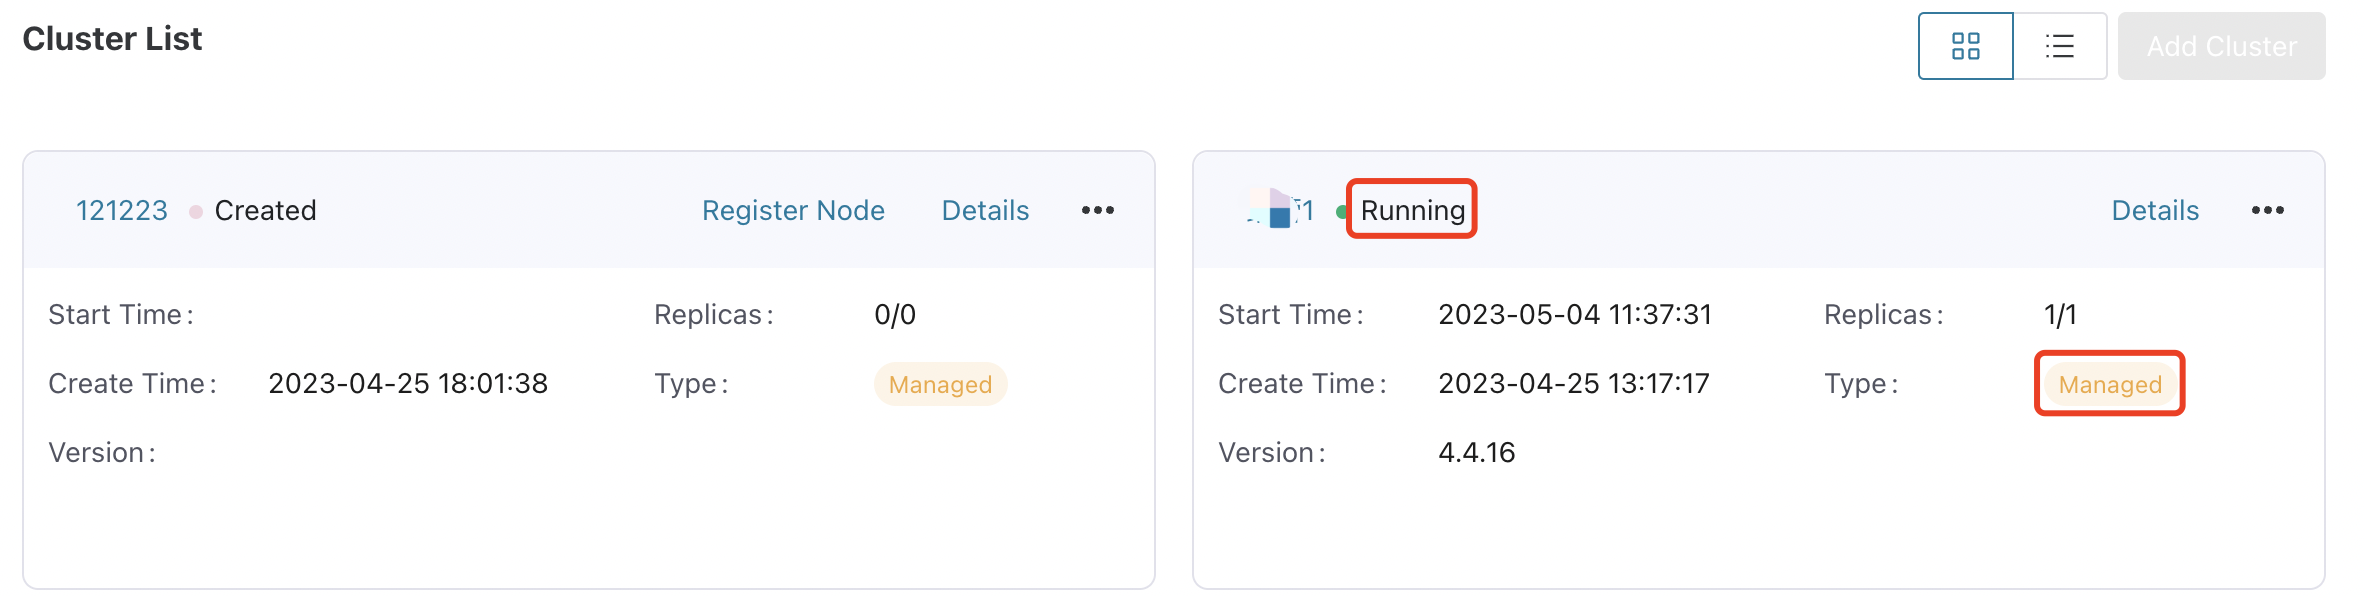 Cluster List
Add Cluster
121223 Created Register Node Details •••
Start Time: Replicas: 0/0
Create Time: 2023-04-25 18:01:38 Type: Managed
Version:
Running Details •••
Start Time: 2023-05-04 11:37:31 Replicas: 1/1
Create Time: 2023-04-25 13:17:17 Type: Managed
Version: 4.4.16